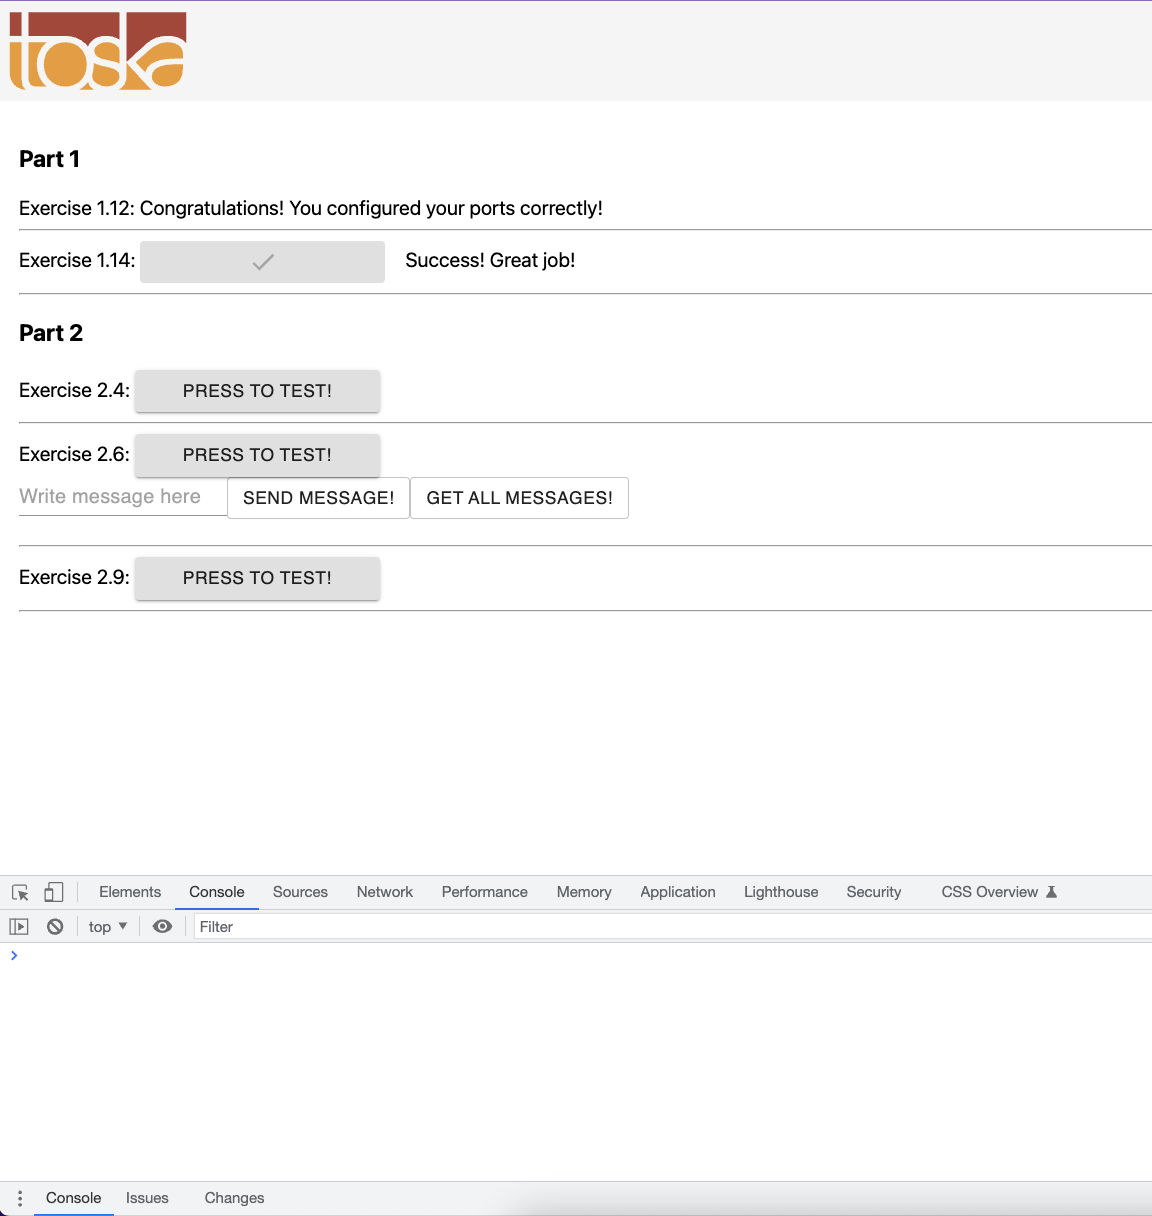 toska
Part 1
Exercise 1.12: Congratulations! You configured your ports correctly!
Exercise 1.14: Success! Great job!
Part 2
Exercise 2.4: PRESS TO TEST!
Exercise 2.6: PRESS TO TEST!
Write message here SEND MESSAGE! GET ALL MESSAGES!
Exercise 2.9: PRESS TO TEST!
Elements Console Sources Network Performance Memory Application Lighthouse Security CSS Overview
top Filter
Console Issues Changes